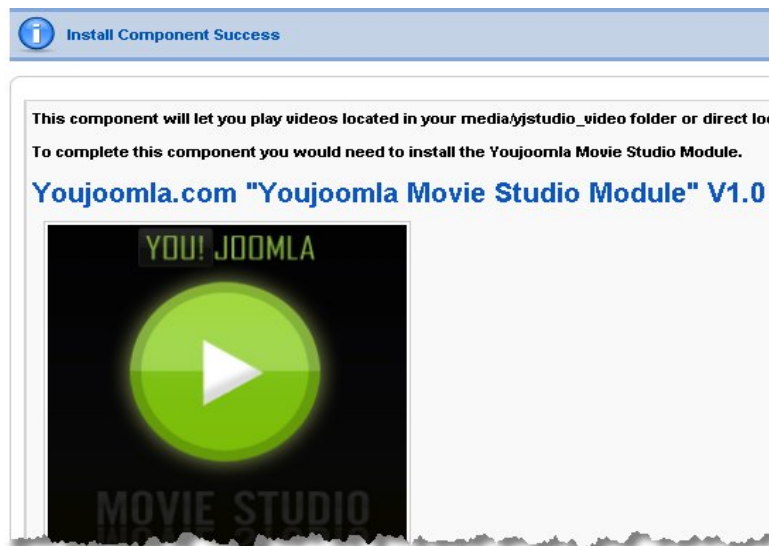 Install Component Success
This component will let you play videos located in your media/yjstudio_video folder or direct
To complete this component you would need to install the Youjoomla Movie Studio Module.
Youjoomla.com "Youjoomla Movie Studio Module" V1.0
YOU! JOOMLA
MOVIE STUDIO